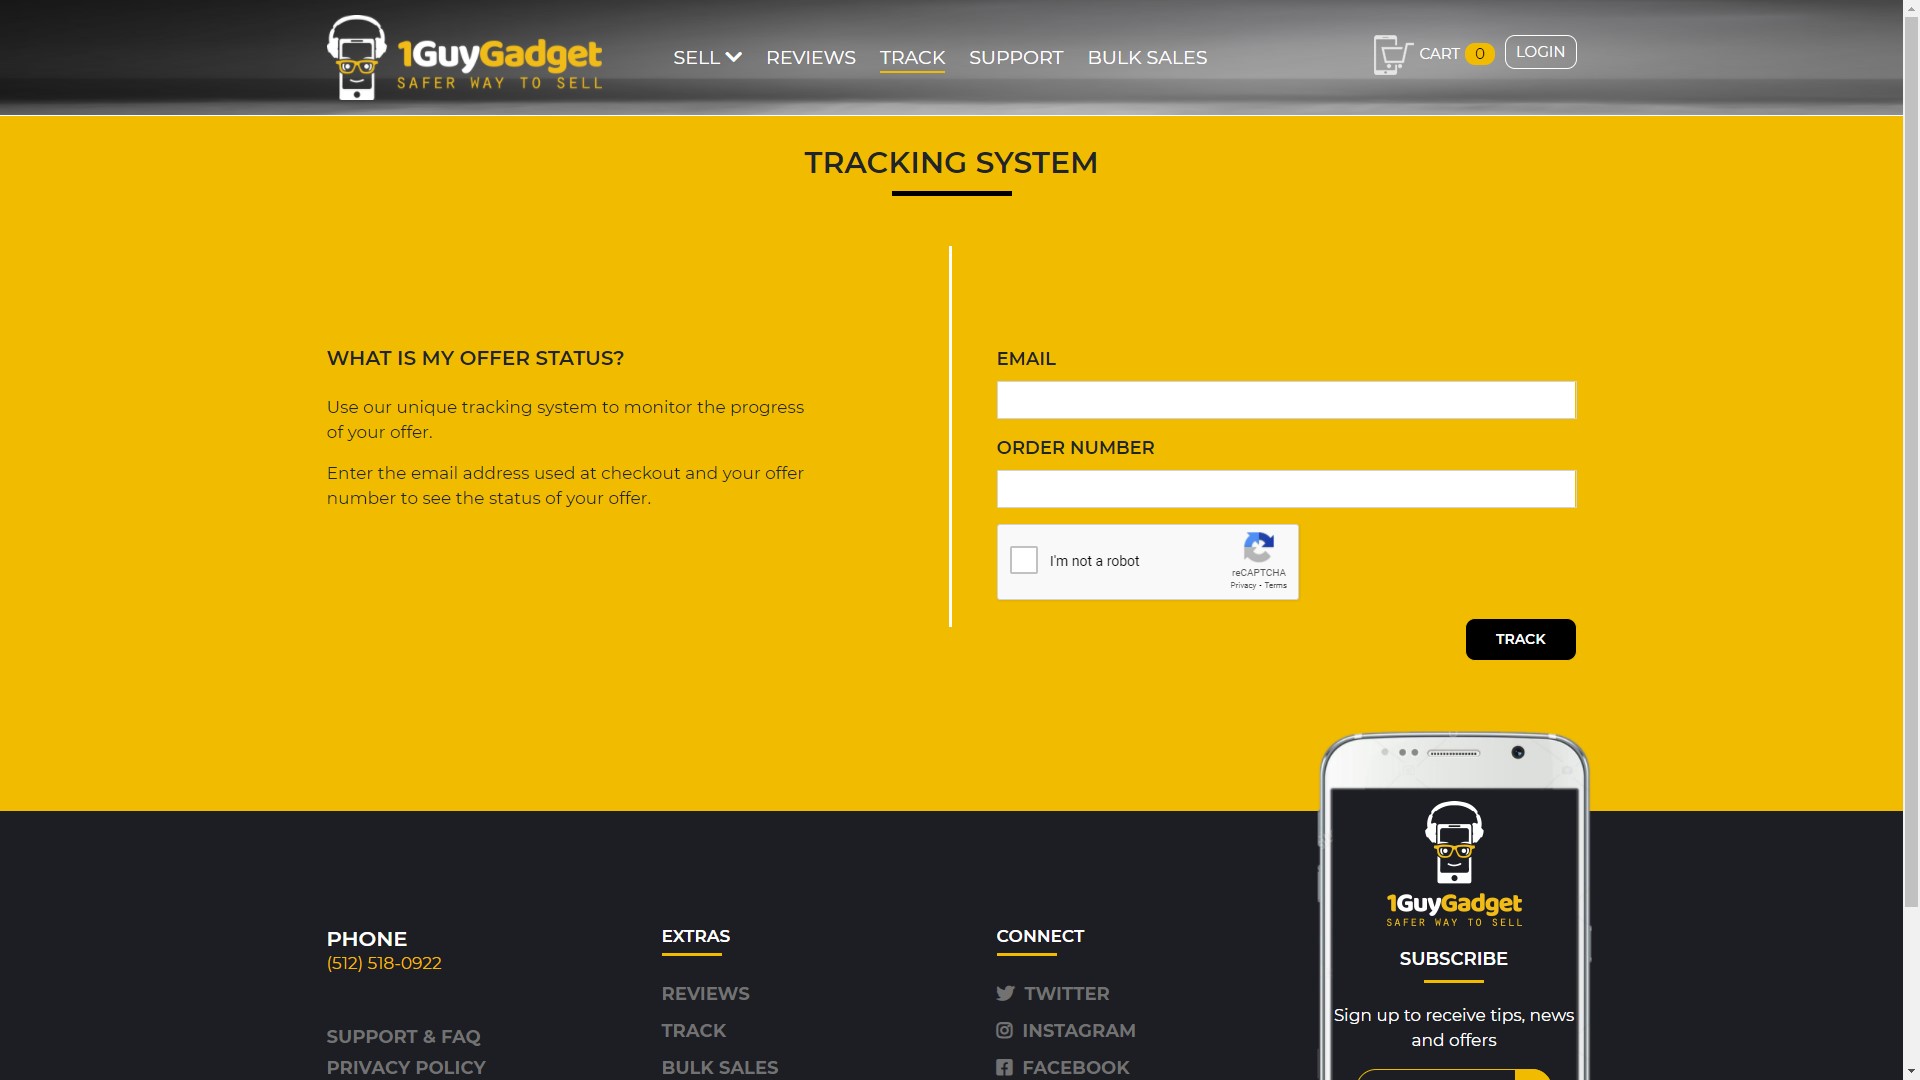 1GuyGadget
SAFER WAY TO SELL
SELL
REVIEWS
TRACK
SUPPORT
BULK SALES
CART 0
LOGIN
TRACKING SYSTEM
WHAT IS MY OFFER STATUS?
Use our unique tracking system to monitor the progress
of your offer.
Enter the email address used at checkout and your offer
number to see the status of your offer.
EMAIL
ORDER NUMBER
I'm not a robot
reCAPTCHA
Privacy - Terms
TRACK
PHONE
(512) 518-0922
SUPPORT & FAQ
PRIVACY POLICY
EXTRAS
REVIEWS
TRACK
BULK SALES
CONNECT
TWITTER
INSTAGRAM
FACEBOOK
1GuyGadget
SAFER WAY TO SELL
SUBSCRIBE
Sign up to receive tips, news
and offers